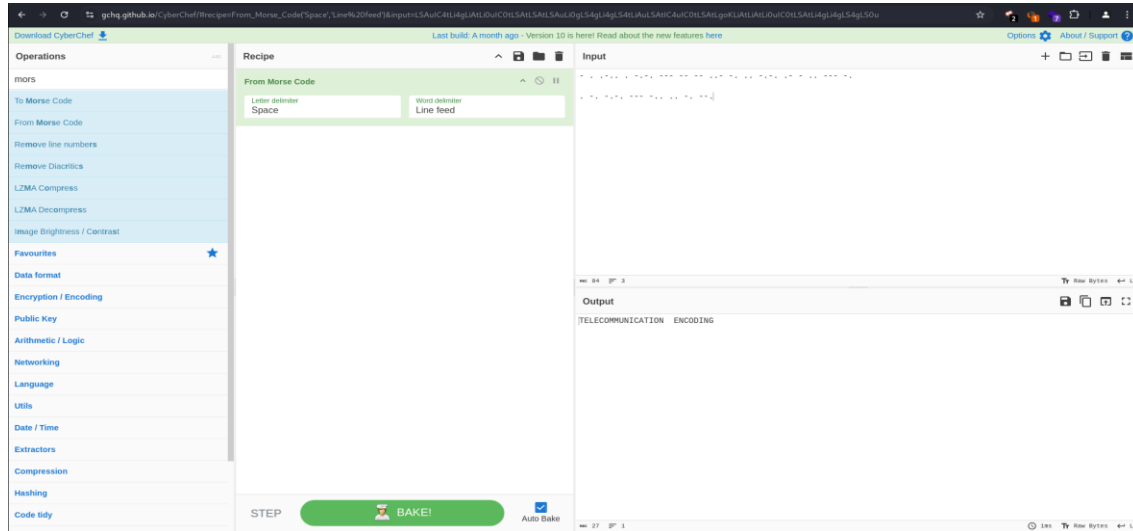 gchq.github.io/CyberChef/#recipe=From_Morse_Code('Space','Line%20feed')&input=LSAuIC4tLi4gLiAtLi0uIC0tLSAtLSAtLSAuLi0gLS4gLi4gLS4tLiAuLSAtIC4uIC0tLSAtLgoKLiAtLiAtLi0uIC0tLSAtLi4gLi4gLS4gLS0u
Download CyberChef
Last build: A month ago - Version 10 is here! Read about the new features here
Options
About / Support
Operations
mors
To Morse Code
From Morse Code
Remove line numbers
Remove Diacritics
LZMA Compress
LZMA Decompress
Image Brightness / Contrast
Favourites
Data format
Encryption / Encoding
Public Key
Arithmetic / Logic
Networking
Language
Utils
Date / Time
Extractors
Compression
Hashing
Code tidy
Recipe
From Morse Code
Letter delimiter
Space
Word delimiter
Line feed
STEP
BAKE!
Auto Bake
Input
- . .-.. . -.-. --- -- -- ..- -. .. -.-. .- - .. --- -.
. -. -.-. --- -.. .. -. --.
84 3
Raw Bytes
Output
TELECOMMUNICATION ENCODING
27 1
1ms
Raw Bytes